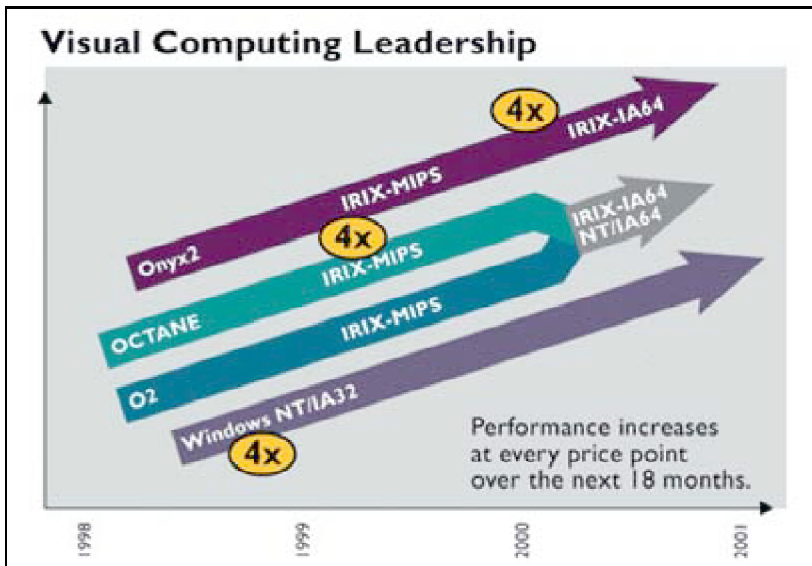 Visual Computing Leadership
4x
IRIX-IA64
IRIX-MIPS
Onyx2
IRIX-IA64
NT/IA64
4x
IRIX-MIPS
OCTANE
IRIX-MIPS
O2
Windows NT/IA32
4x
Performance increases
at every price point
over the next 18 months.
1998
1999
2000
2001